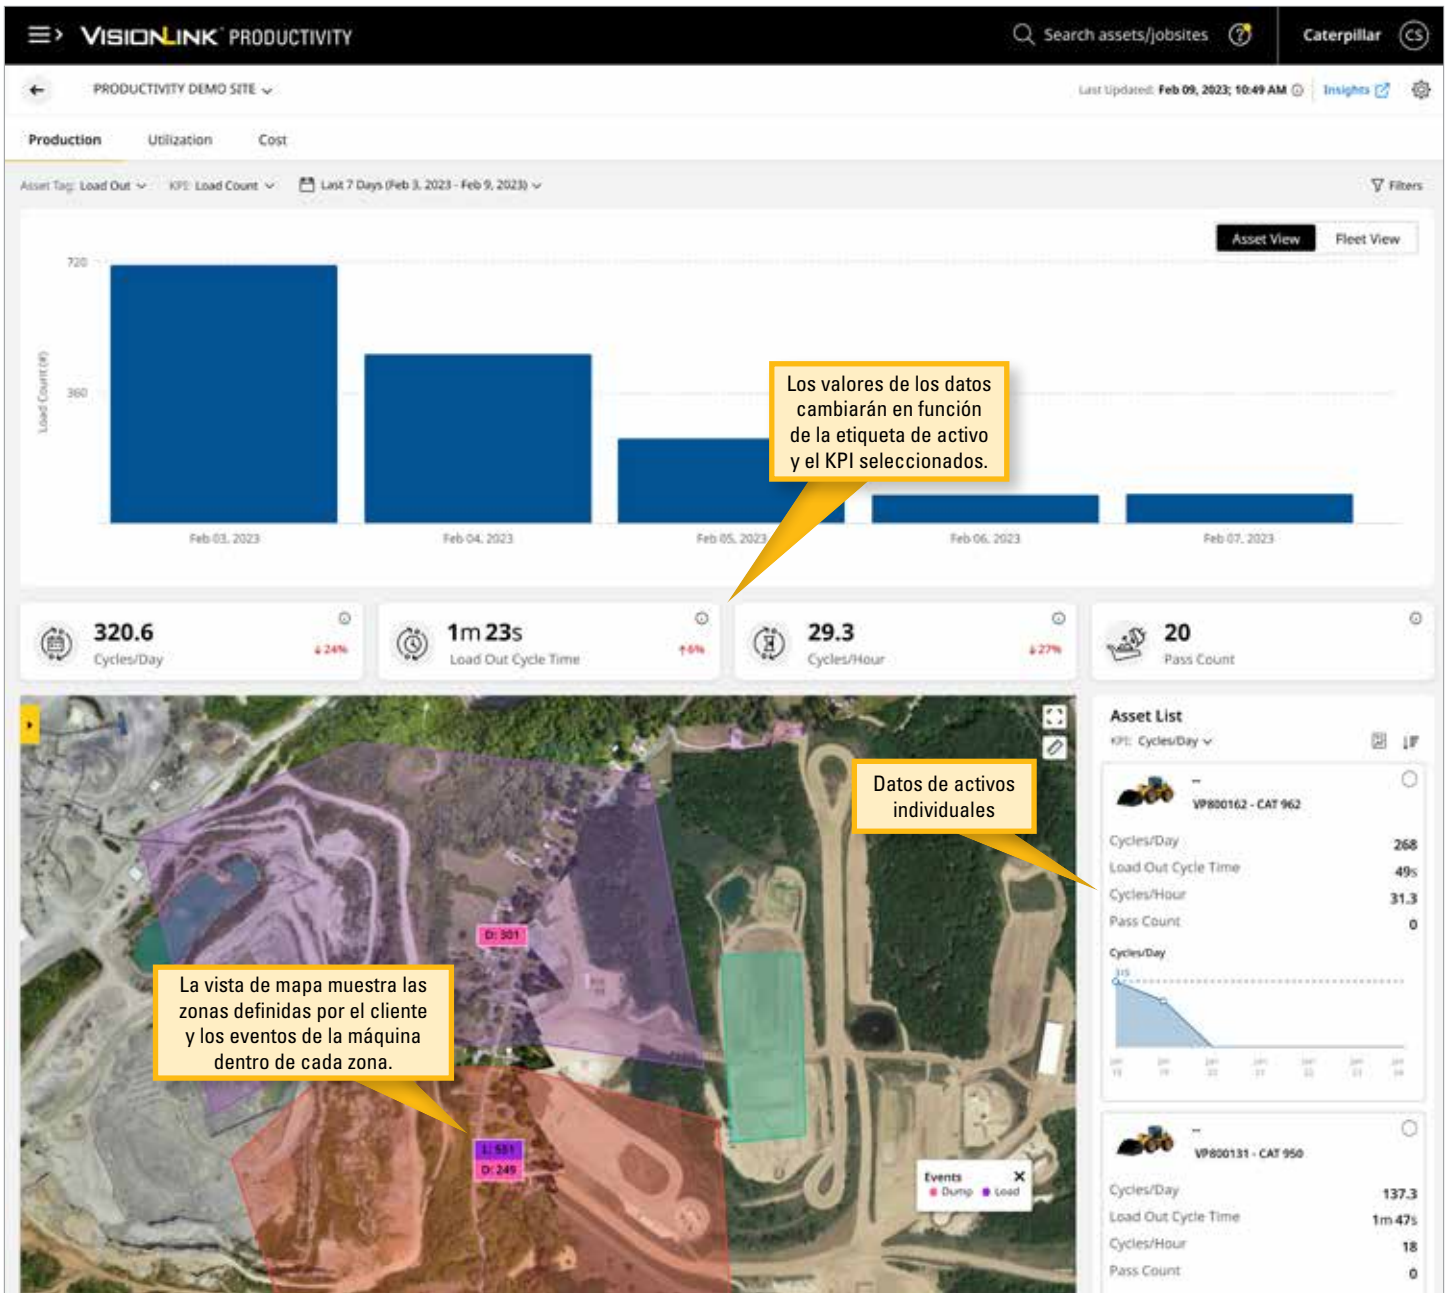 VISIONLINK PRODUCTIVITY
Search assets/jobsites
Caterpillar
CS
PRODUCTIVITY DEMO SITE
Last Updated: Feb 09, 2023; 10:49 AM
Insights
Production
Utilization
Cost
Asset Tag: Load Out
KPI: Load Count
Last 7 Days (Feb 3, 2023 - Feb 9, 2023)
Filters
Asset View
Fleet View
720
360
Load Count (#)
Feb 03, 2023
Feb 04, 2023
Feb 05, 2023
Feb 06, 2023
Feb 07, 2023
Los valores de los datos
cambiarán en función
de la etiqueta de activo
y el KPI seleccionados.
320.6
Cycles/Day
↓24%
1m 23s
Load Out Cycle Time
↑6%
29.3
Cycles/Hour
↓27%
20
Pass Count
D: 301
La vista de mapa muestra las
zonas definidas por el cliente
y los eventos de la máquina
dentro de cada zona.
L: 551
D: 249
Events
X
Dump
Load
Datos de activos
individuales
Asset List
KPI: Cycles/Day
--
VP800162 - CAT 962
Cycles/Day
268
Load Out Cycle Time
49s
Cycles/Hour
31.3
Pass Count
0
Cycles/Day
315
--
VP800131 - CAT 950
Cycles/Day
137.3
Load Out Cycle Time
1m 47s
Cycles/Hour
18
Pass Count
0